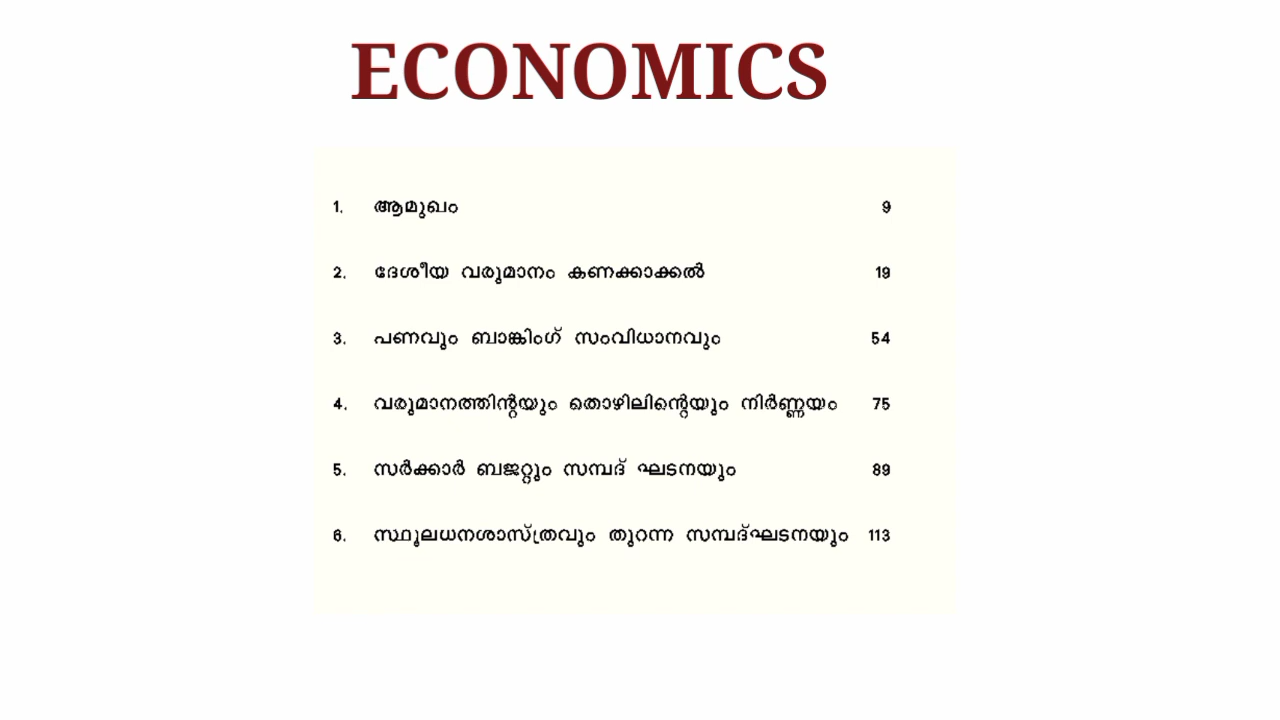 ECONOMICS
1. ആമുഖം 9
2. ദേശീയ വരുമാനം കണക്കാക്കൽ 19
3. പണവും ബാങ്കിംഗ് സംവിധാനവും 54
4. വരുമാനത്തിന്റയും തൊഴിലിന്റെയും നിർണ്ണയം 75
5. സർക്കാർ ബജറ്റും സമ്പദ് ഘടനയും 89
6. സ്ഥൂലധനശാസ്ത്രവും തുറന്ന സമ്പദ്ഘടനയും 113